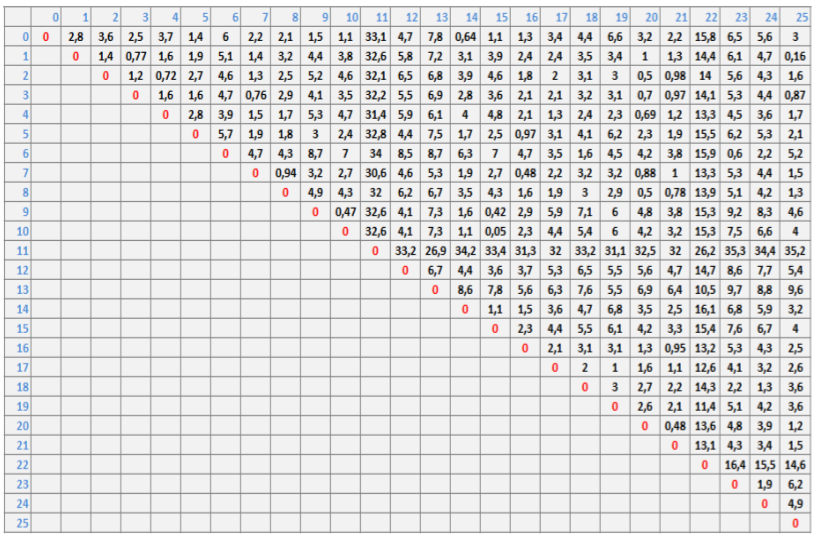 0 1 2 3 4 5 6 7 8 9 10 11 12 13 14 15 16 17 18 19 20 21 22 23 24 25
0 0 2,8 3,6 2,5 3,7 1,4 6 2,2 2,1 1,5 1,1 33,1 4,7 7,8 0,64 1,1 1,3 3,4 4,4 6,6 3,2 2,2 15,8 6,5 5,6 3
1 0 1,4 0,77 1,6 1,9 5,1 1,4 3,2 4,4 3,8 32,6 5,8 7,2 3,1 3,9 2,4 2,4 3,5 3,4 1 1,3 14,4 5,6 4,7 0,16
2 0 1,2 0,72 2,7 4,6 1,3 2,5 5,2 4,6 32,1 6,5 6,8 3,9 4,6 1,8 2 3,1 3 0,5 0,98 14 5,6 4,3 1,6
3 0 1,6 1,6 4,7 0,76 2,9 4,1 3,5 32,2 5,5 6,9 2,8 3,6 2,1 2,1 3,2 3,1 0,7 0,97 14,1 5,3 4,4 0,87
4 0 2,8 3,9 1,5 1,7 5,3 4,7 31,4 5,9 6,1 4 4,8 2,1 1,3 2,4 2,3 0,69 1,2 13,3 4,5 3,6 1,7
5 0 5,7 1,9 1,8 3 2,4 32,8 4,4 7,5 1,7 2,5 0,97 3,1 4,1 6,2 2,3 1,9 15,5 6,2 5,3 2,1
6 0 4,7 4,3 8,7 7 34 8,5 8,7 6,3 7 4,7 3,5 1,6 4,5 4,2 3,8 15,9 0,6 2,2 5,2
7 0 0,94 3,2 2,7 30,6 4,6 5,3 1,9 2,7 0,48 2,2 3,2 3,2 0,88 1 13,3 5,3 4,4 1,5
8 0 4,9 4,3 32 6,2 6,7 3,5 4,3 1,6 1,9 3 2,9 0,5 0,78 13,9 5,1 4,2 1,3
9 0 0,47 32,6 4,1 7,3 1,6 0,42 2,9 5,9 7,1 6 4,8 3,8 15,3 9,2 8,3 4,6
10 0 32,6 4,1 7,3 1,1 0,05 2,3 4,4 5,4 6 4,2 3,2 15,3 7,5 6,6 4
11 0 33,2 26,9 34,2 33,4 31,3 32 33,2 31,1 32,5 32 26,2 35,3 34,4 35,2
12 0 6,7 4,4 3,6 3,7 5,3 6,5 5,5 5,6 4,7 14,7 8,6 7,7 5,4
13 0 8,6 7,8 5,6 6,3 7,6 5,5 6,9 6,4 10,5 9,7 8,8 9,6
14 0 1,1 1,5 3,6 4,7 6,8 3,5 2,5 16,1 6,8 5,9 3,2
15 0 2,3 4,4 5,5 6,1 4,2 3,3 15,4 7,6 6,7 4
16 0 2,1 3,1 3,1 1,3 0,95 13,2 5,3 4,3 2,5
17 0 2 1 1,6 1,1 12,6 4,1 3,2 2,6
18 0 3 2,7 2,2 14,3 2,2 1,3 3,6
19 0 2,6 2,1 11,4 5,1 4,2 3,6
20 0 0,48 13,6 4,8 3,9 1,2
21 0 13,1 4,3 3,4 1,5
22 0 16,4 15,5 14,6
23 0 1,9 6,2
24 0 4,9
25 0